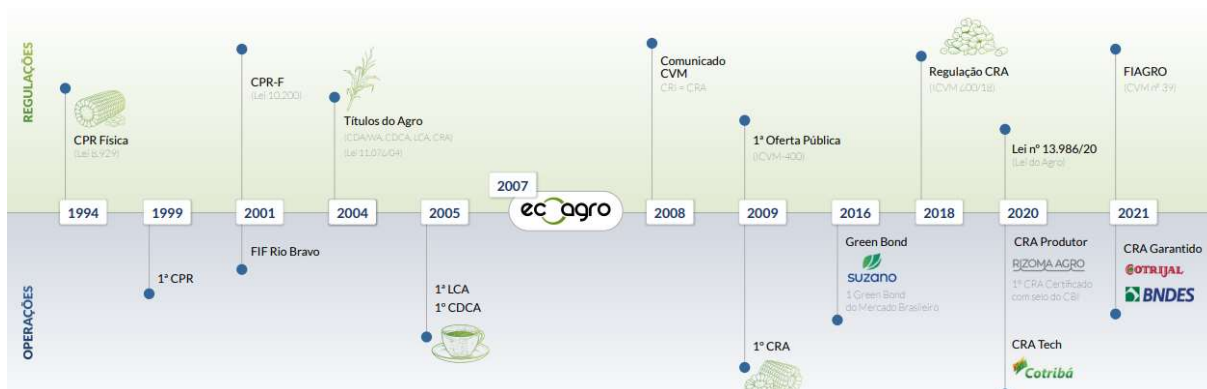 REGULAÇÕES
CPR Física
(Lei 8.929)
CPR-F
(Lei 10.200)
Títulos do Agro
(CDA/WA, CDCA, LCA, CRA)
(Lei 11.076/04)
Comunicado
CVM
CRI = CRA
1ª Oferta Pública
(ICVM-400)
Regulação CRA
(ICVM 600/18)
Lei nº 13.986/20
(Lei do Agro)
FIAGRO
(CVM nº 39)
1994
1999
2001
2004
2005
2007
ecoagro
2008
2009
2016
2018
2020
2021
OPERAÇÕES
1ª CPR
FIF Rio Bravo
1ª LCA
1º CDCA
1º CRA
Green Bond
suzano
1 Green Bond
do Mercado Brasileiro
CRA Produtor
RIZOMA AGRO
1º CRA Certificado
com selo do CBI
CRA Tech
Cotribá
CRA Garantido
COTRIJAL
BNDES